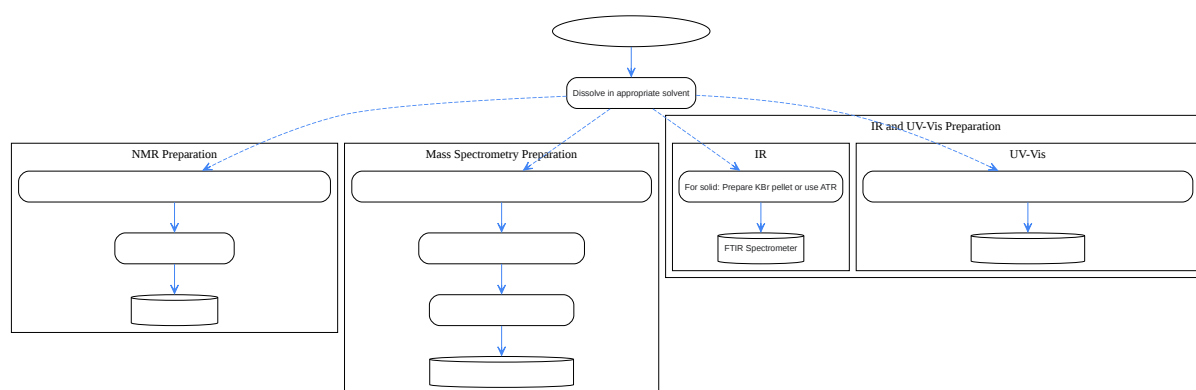 Dissolve in appropriate solvent
IR and UV-Vis Preparation
NMR Preparation
Mass Spectrometry Preparation
IR
UV-Vis
For solid: Prepare KBr pellet or use ATR
FTIR Spectrometer